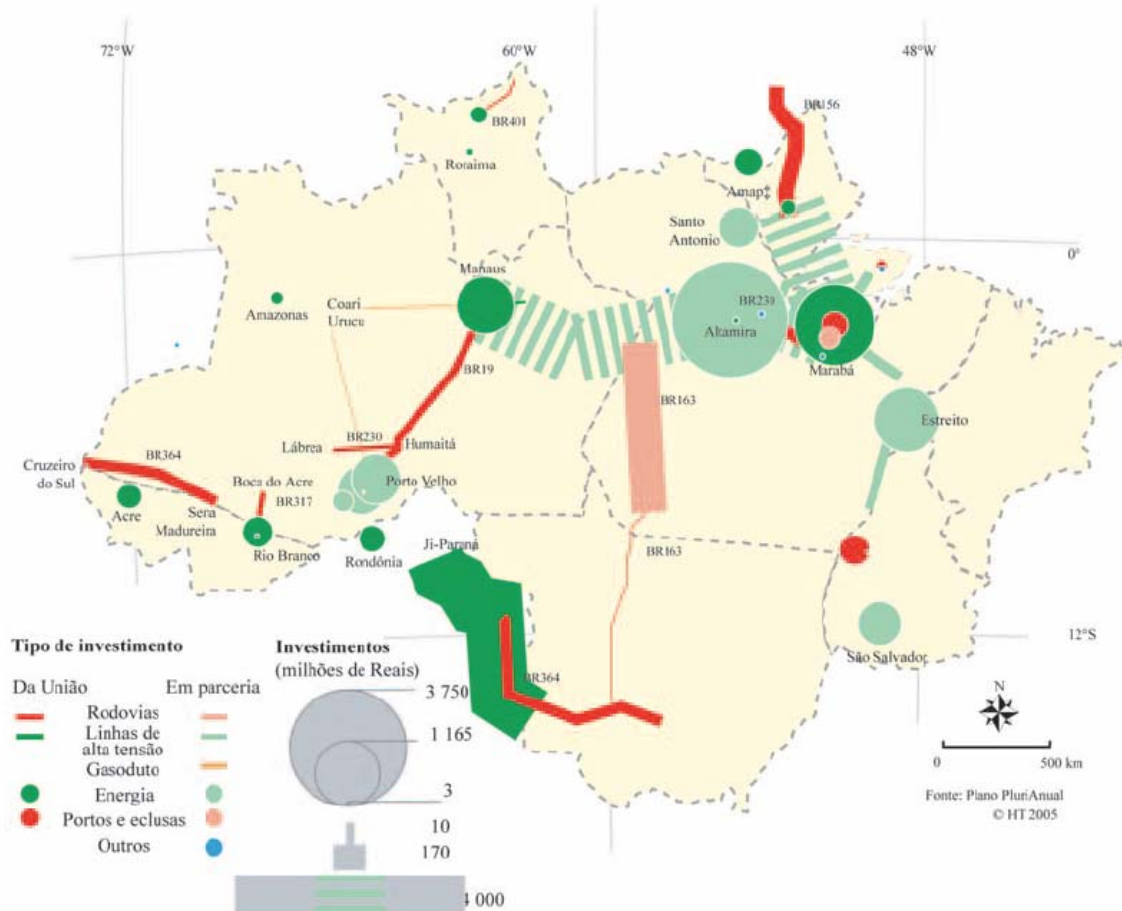 72°W
60°W
48°W
BR401
BR156
Roraima
Amap‡
Santo
Antonio
0°
Manaus
Coari
Urucu
Amazonas
BR230
Altamira
Marabá
BR19
BR163
Estreito
BR230
Lábrea
Humaitá
BR364
Cruzeiro
do Sul
Boca do Acre
BR317
Porto Velho
Acre
Sena
Madureira
Rio Branco
Rondônia
Ji-Paraná
BR163
12°S
São Salvador
BR364
Tipo de investimento
Da União
Em parceria
Rodovias
Linhas de
alta tensão
Gasoduto
Energia
Portos e eclusas
Outros
Investimentos
(milhões de Reais)
3 750
1 165
3
10
170
4 000
N
0
500 km
Fonte: Plano PluriAnual
© HT 2005